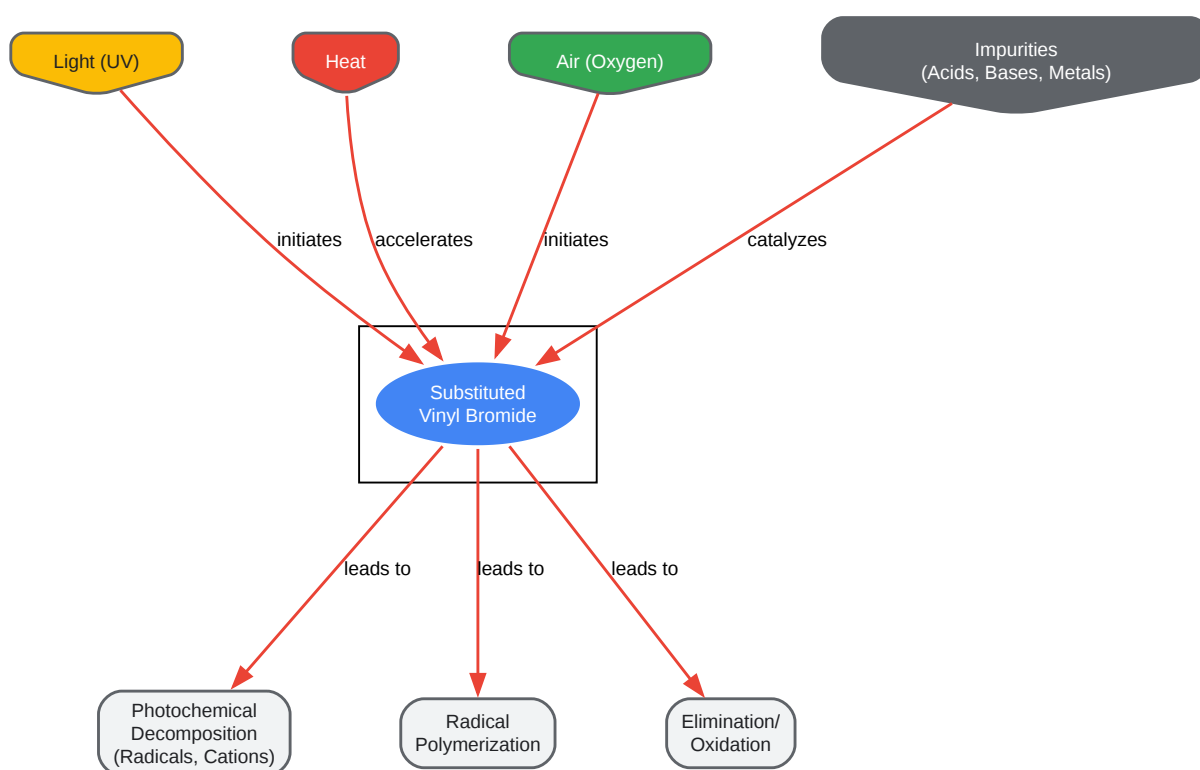 Light (UV)
Heat
Air (Oxygen)
Impurities
(Acids, Bases, Metals)
initiates
accelerates
initiates
catalyzes
Substituted
Vinyl Bromide
leads to
leads to
leads to
Photochemical
Decomposition
(Radicals, Cations)
Radical
Polymerization
Elimination/
Oxidation